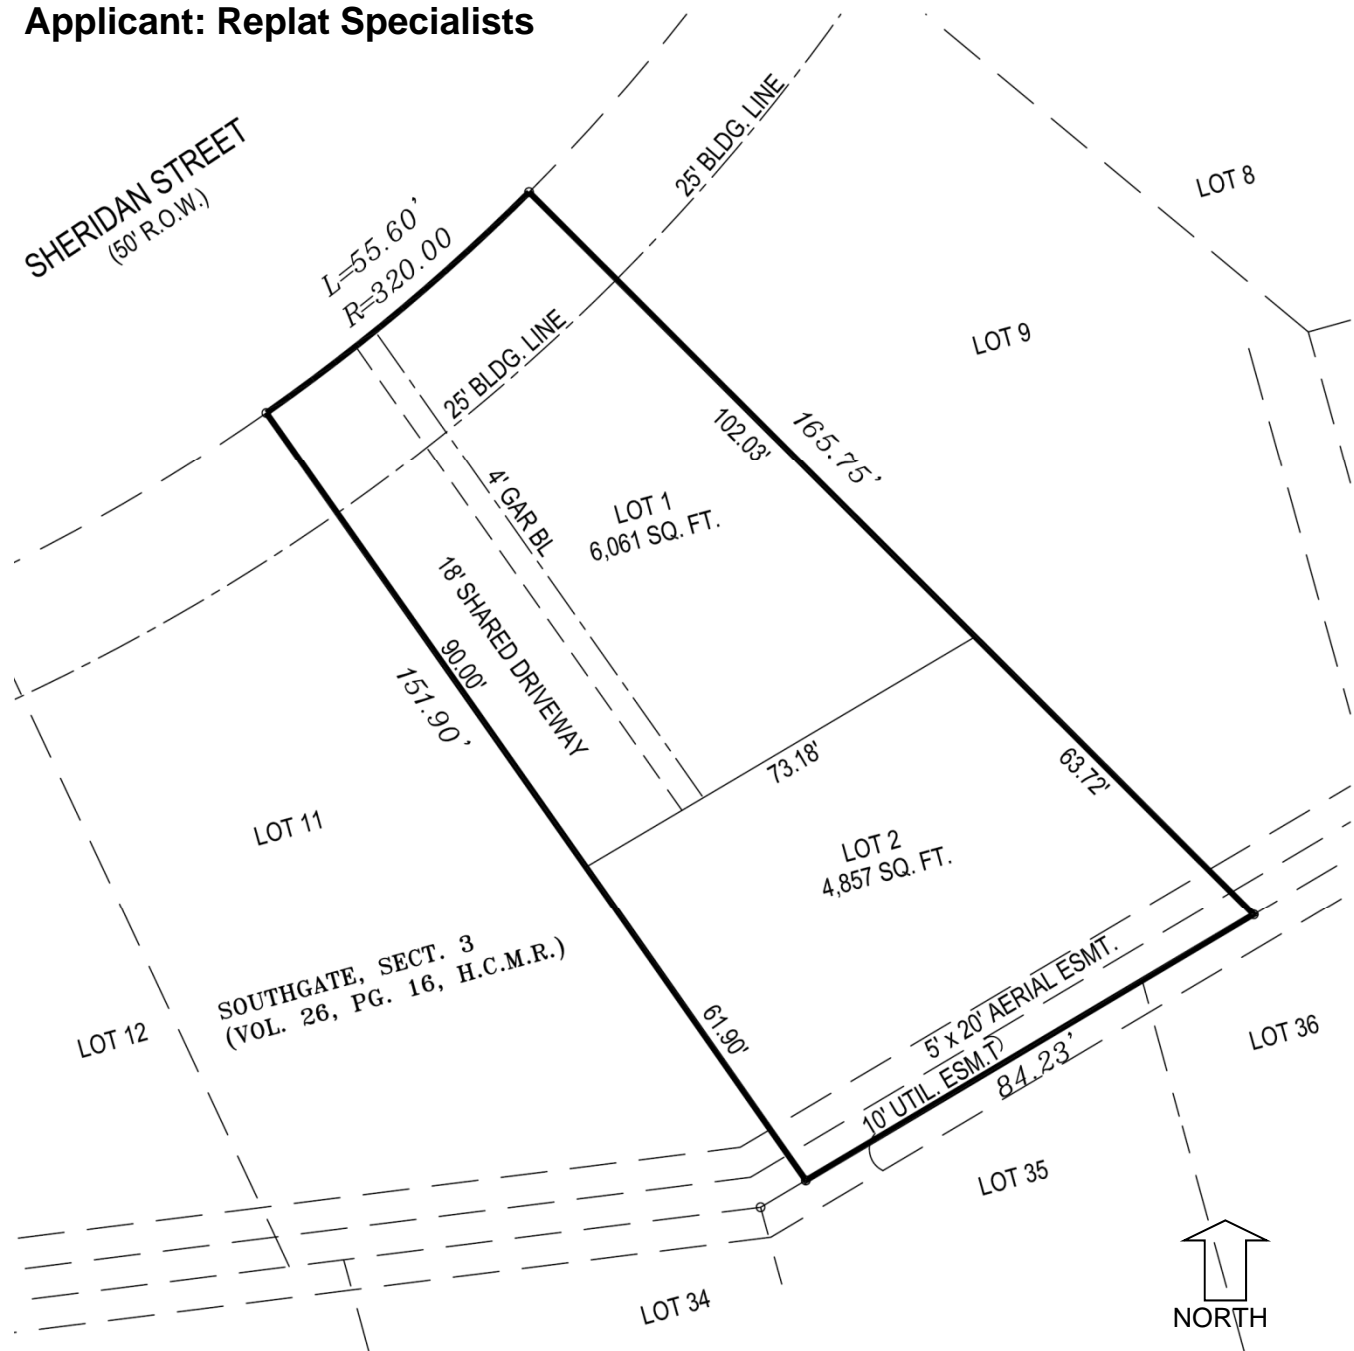 Applicant: Replat Specialists
SHERIDAN STREET
(50' R.O.W.)
25' BLDG. LINE
LOT 8
L=55.60'
R=320.00
25' BLDG. LINE
LOT 9
102.03'
165.75'
4' GAR BL
LOT 1
6,061 SQ. FT.
18' SHARED DRIVEWAY
90.00'
151.90'
73.18'
63.72'
LOT 11
LOT 2
4,857 SQ. FT.
SOUTHGATE, SECT. 3
(VOL. 26, PG. 16, H.C.M.R.)
LOT 12
61.90'
5' x 20' AERIAL ESMT.
10' UTIL. ESM.T
84.23'
LOT 36
LOT 35
LOT 34
NORTH